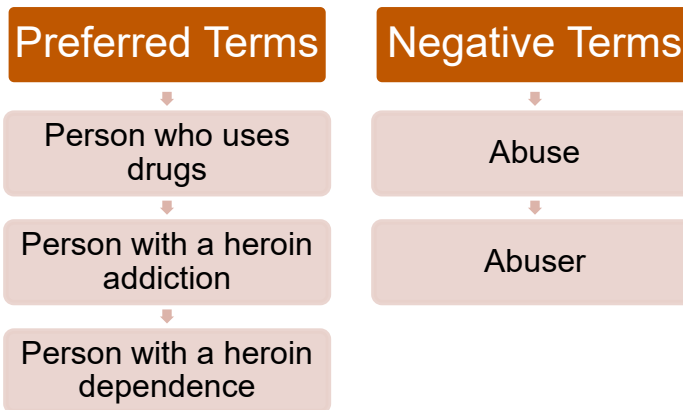 Preferred Terms
Person who uses
drugs
Person with a heroin
addiction
Person with a heroin
dependence
Negative Terms
Abuse
Abuser